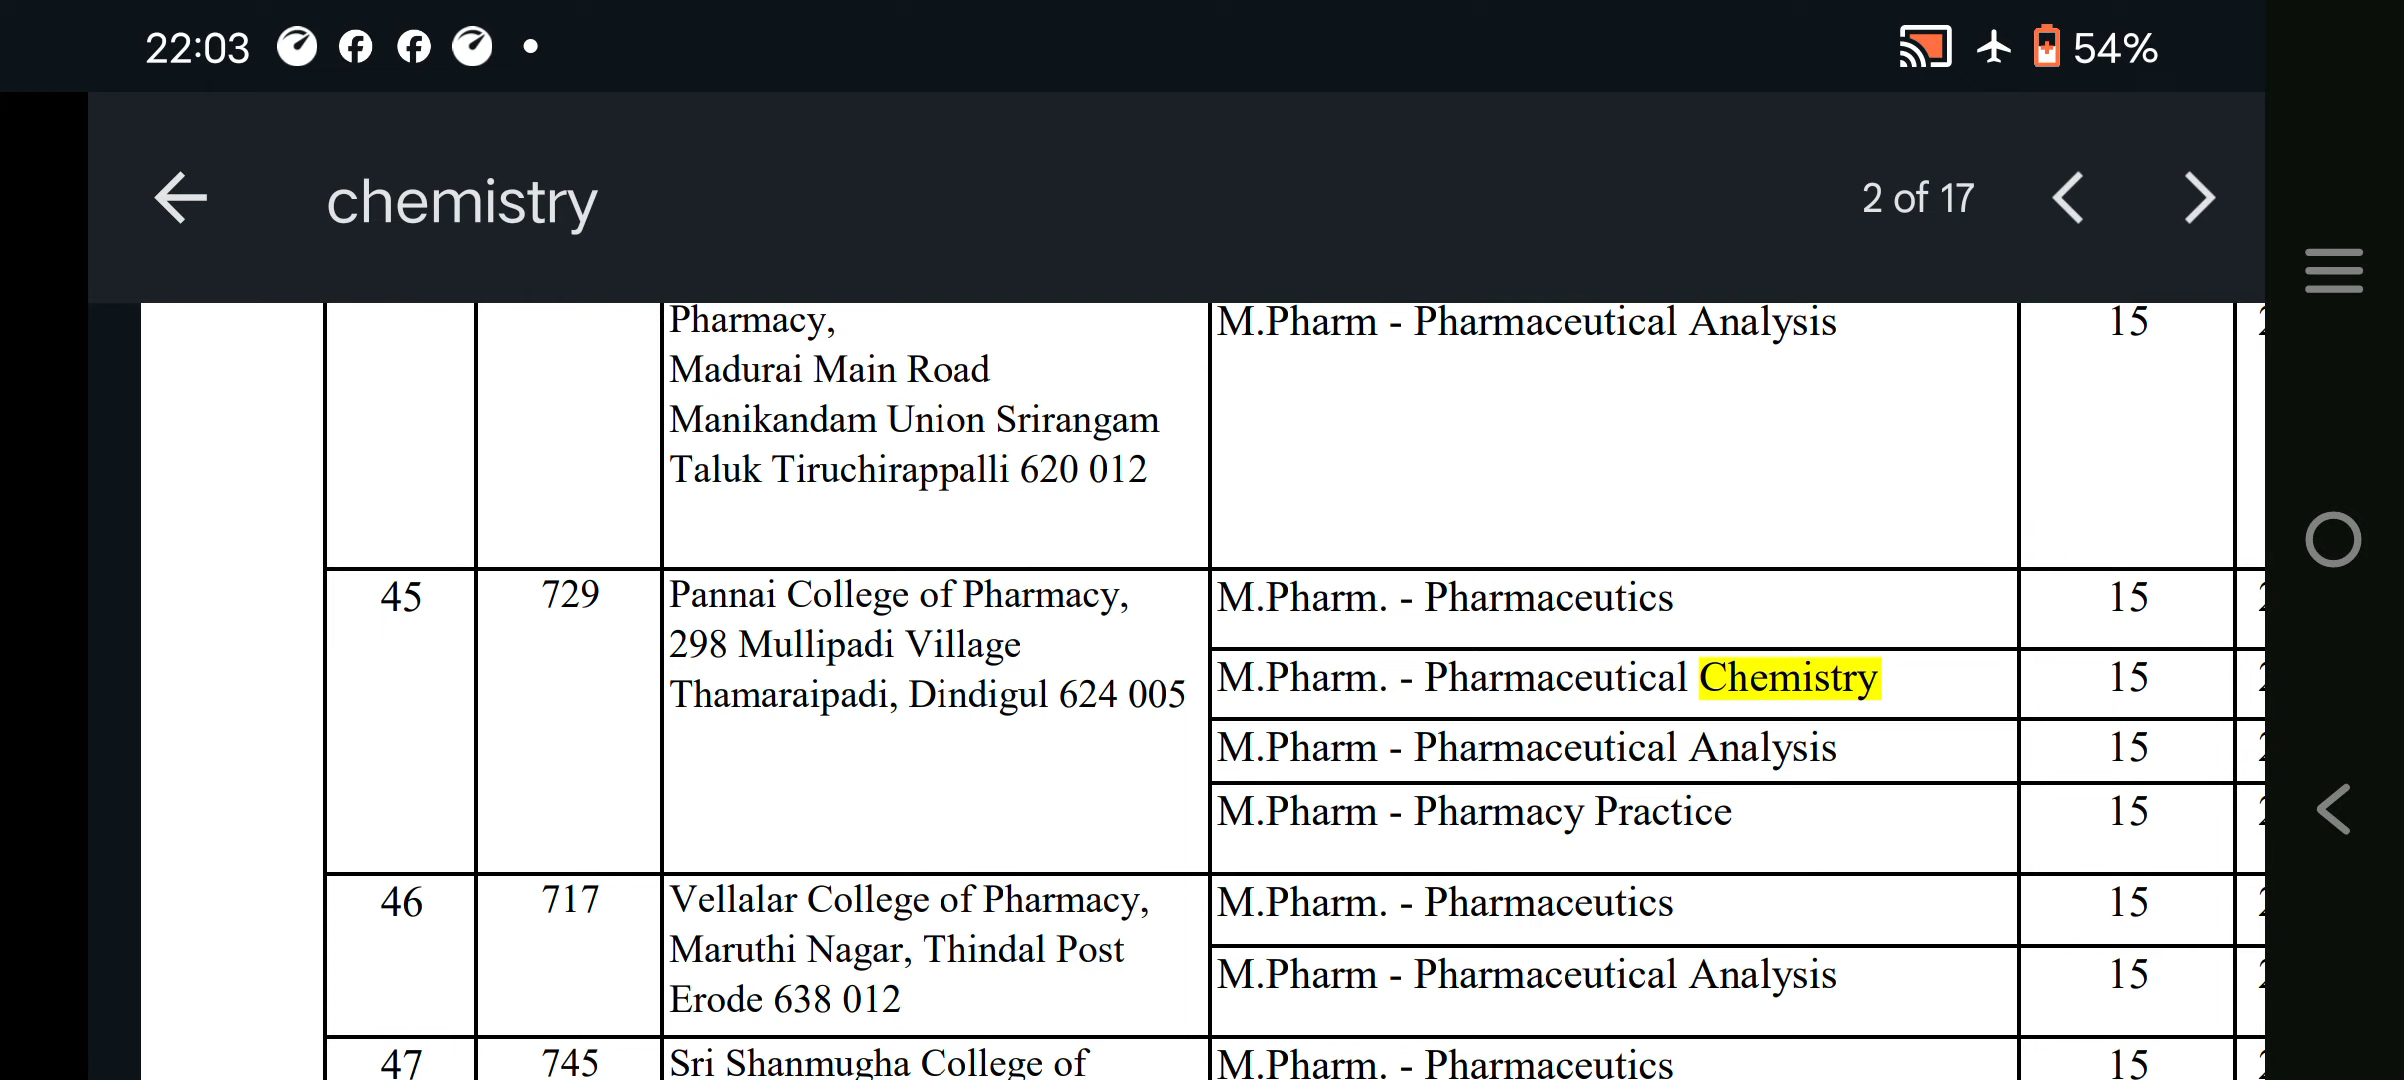 22:03
54%
chemistry
2 of 17
Pharmacy,
Madurai Main Road
Manikandam Union Srirangam
Taluk Tiruchirappalli 620 012
M.Pharm - Pharmaceutical Analysis 15
45 729 Pannai College of Pharmacy,
298 Mullipadi Village
Thamaraipadi, Dindigul 624 005
M.Pharm. - Pharmaceutics 15
M.Pharm. - Pharmaceutical Chemistry 15
M.Pharm - Pharmaceutical Analysis 15
M.Pharm - Pharmacy Practice 15
46 717 Vellalar College of Pharmacy,
Maruthi Nagar, Thindal Post
Erode 638 012
M.Pharm. - Pharmaceutics 15
M.Pharm - Pharmaceutical Analysis 15
47 745 Sri Shanmugha College of
M.Pharm. - Pharmaceutics 15